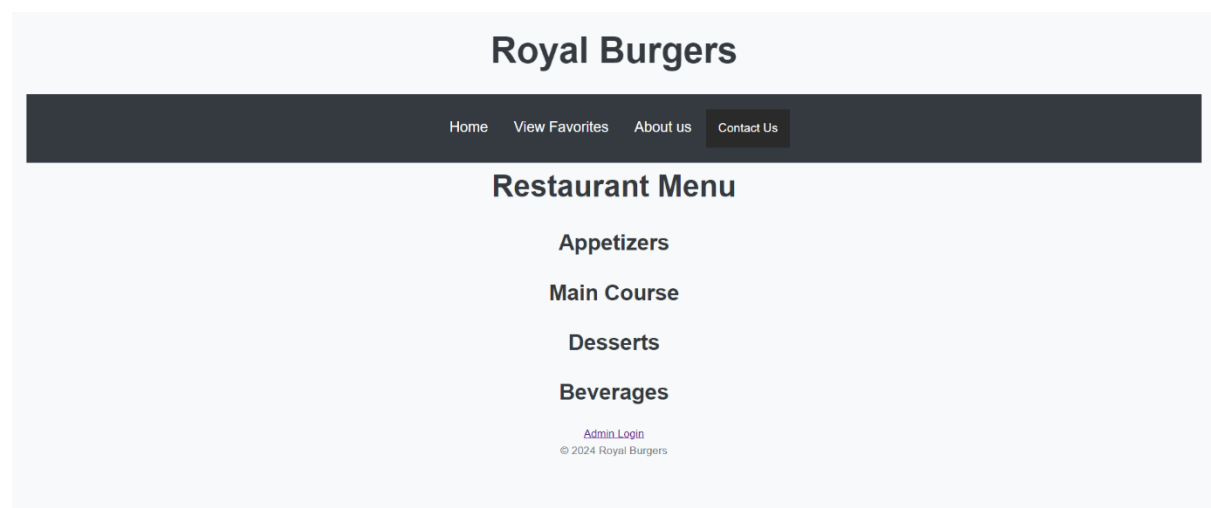 Royal Burgers
Home View Favorites About us Contact Us
Restaurant Menu
Appetizers
Main Course
Desserts
Beverages
Admin Login
© 2024 Royal Burgers